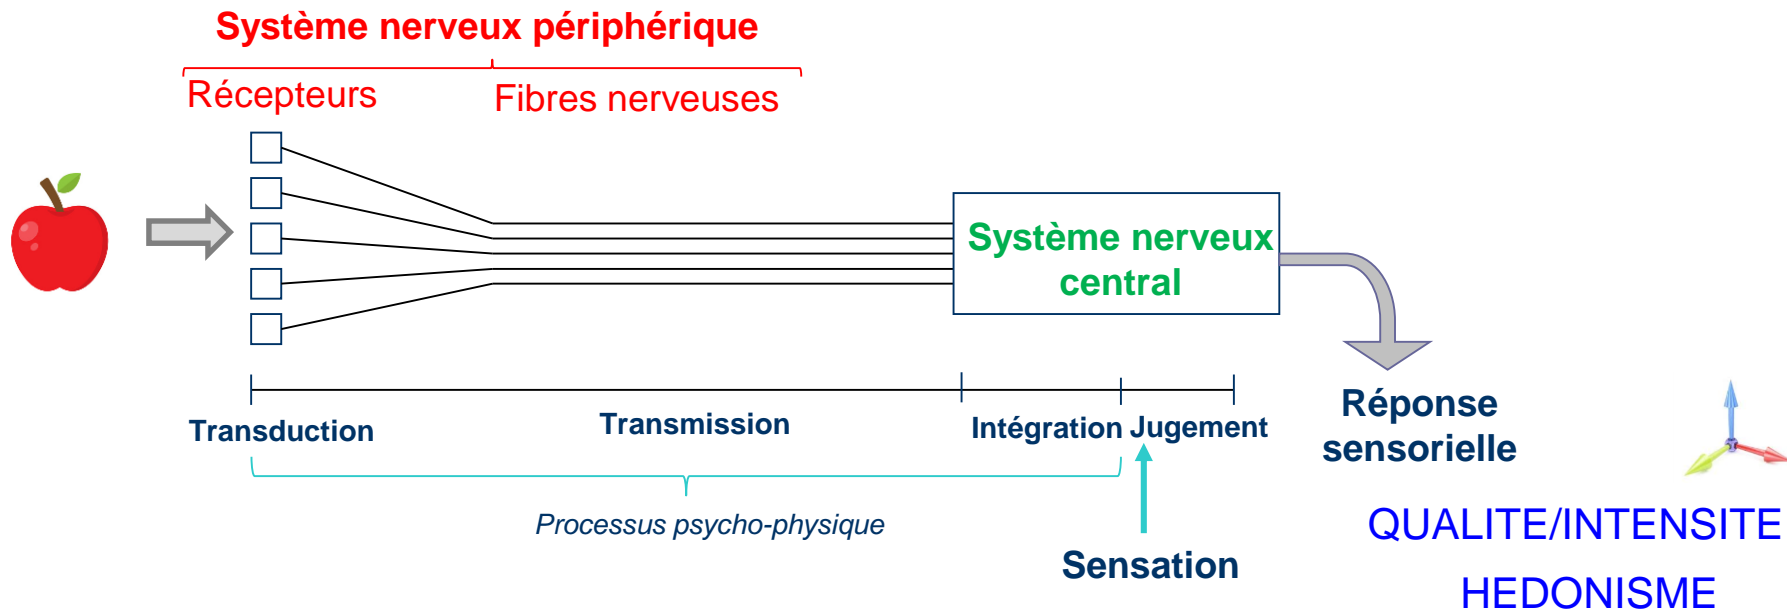 Système nerveux périphérique
Récepteurs
Fibres nerveuses
Système nerveux
central
Transduction
Transmission
Intégration
Jugement
Réponse
sensorielle
Processus psycho-physique
Sensation
QUALITE/INTENSITE
HEDONISME